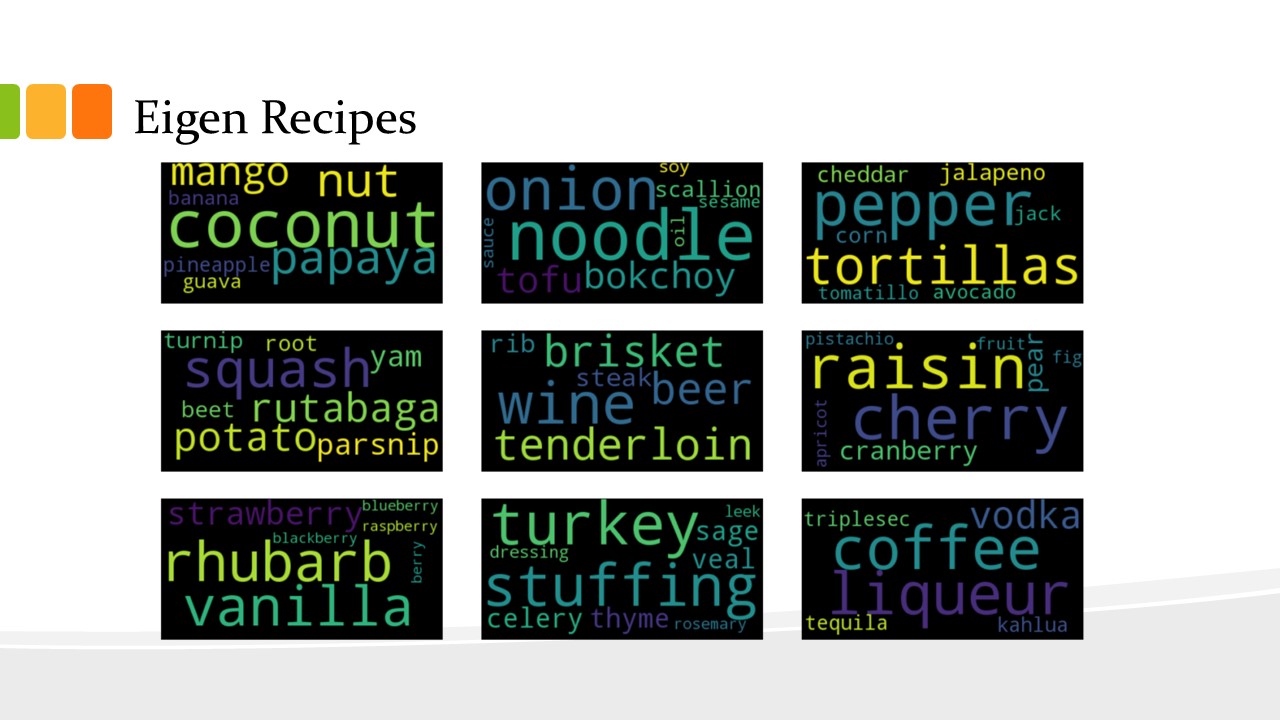 Eigen Recipes
mango nut
banana
coconut
pineapple papaya
guava
soy
onion scallion
sesame
noodle
oil
sauce
tofu bokchoy
cheddar jalapeno
pepper jack
corn
tortillas
tomatillo avocado
turnip root
squash yam
beet rutabaga
potato parsnip
rib brisket
steak beer
wine
tenderloin
pistachio fruit
raisin pear fig
cherry
apricot
cranberry
strawberry blueberry
raspberry
blackberry
rhubarb berry
vanilla
turkey leek
sage
dressing veal
stuffing
celery thyme rosemary
triplesec vodka
coffee
liqueur
tequila kahlua